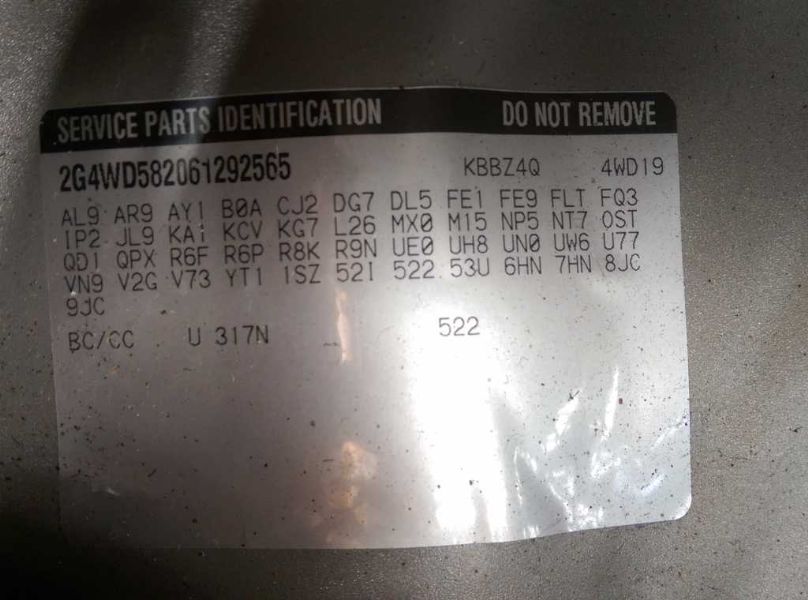 SERVICE PARTS IDENTIFICATION DO NOT REMOVE
2G4WD582061292565 KBBZ4Q 4WD19
AL9 AR9 AY1 B0A CJ2 DG7 DL5 FE1 FE9 FLT FQ3
IP2 JL9 KA1 KCV KG7 L26 MX0 M15 NP5 NT7 OST
QD1 QPX R6F R6P R8K R9N UE0 UH8 UN0 UW6 U77
VN9 V2G V73 YT1 1SZ 52I 522 53U 6HN 7HN 8JC
9JC
BC/CC U 317N 522